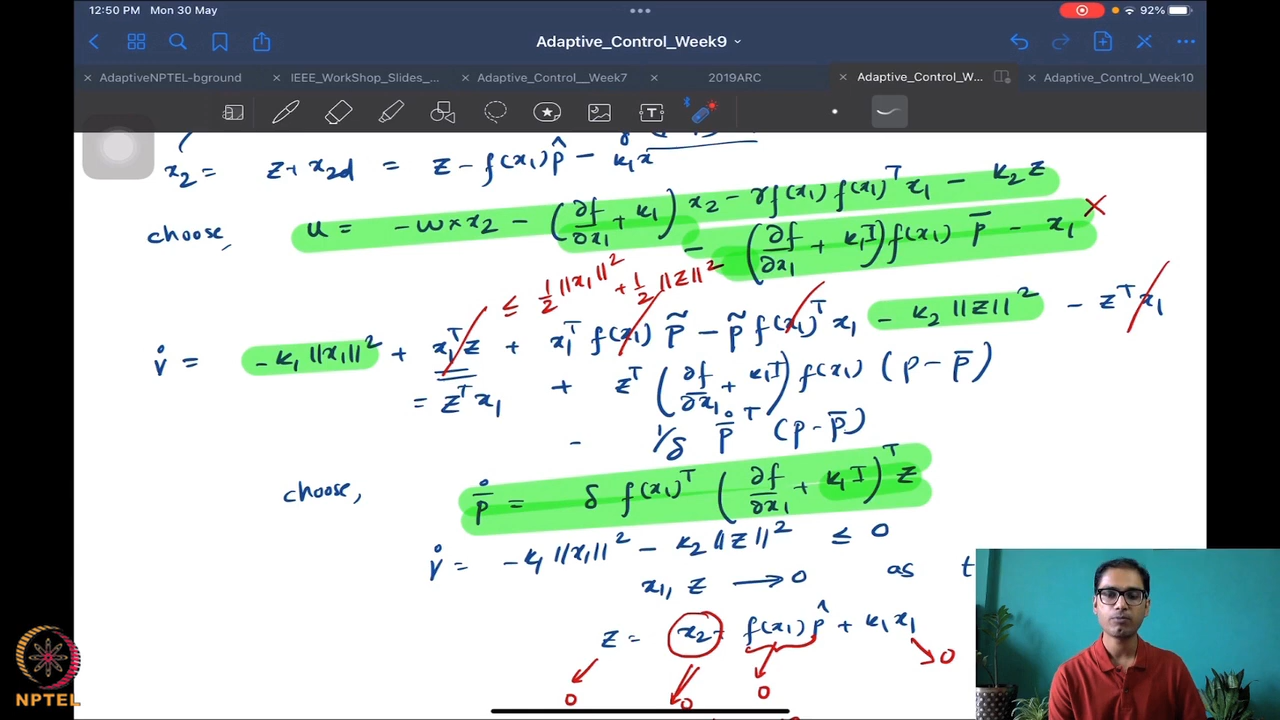 12:50 PM Mon 30 May
92%
Adaptive_Control_Week9
AdaptiveNPTEL-bground
IEEE_WorkShop_Slides_...
Adaptive_Control__Week7
2019ARC
Adaptive_Control_W...
Adaptive_Control_Week10
x₂ = z + x₂d = z - f(x₁) p̂ - k₁x
choose, u = -ω × x₂ - (∂f/∂x₁ + k₁) x₂ - γ f(x₁) f(x₁)ᵀ x₁ - k₂ z
- (∂f/∂x₁ + k₁I) f(x₁) p̄ - x₁
≤ ½ ||x₁||² + ½ ||z||²
V̇ = -k₁ ||x₁||² + x₁ᵀz + x₁ᵀ f(x₁) p̃ - p̃ f(x₁)ᵀ x₁ - k₂ ||z||² - zᵀx₁
= zᵀx₁ + zᵀ (∂f/∂x₁ + k₁I) f(x₁) (p - p̄)
- 1/δ p̄̇ᵀ (p - p̄)
choose, p̄̇ = δ f(x₁)ᵀ (∂f/∂x₁ + k₁I)ᵀ z
V̇ = -k₁ ||x₁||² - k₂ ||z||² ≤ 0
x₁, z → 0 as t
z = x₂ + f(x₁) p̂ + k₁x₁
0
0 0 0
NPTEL